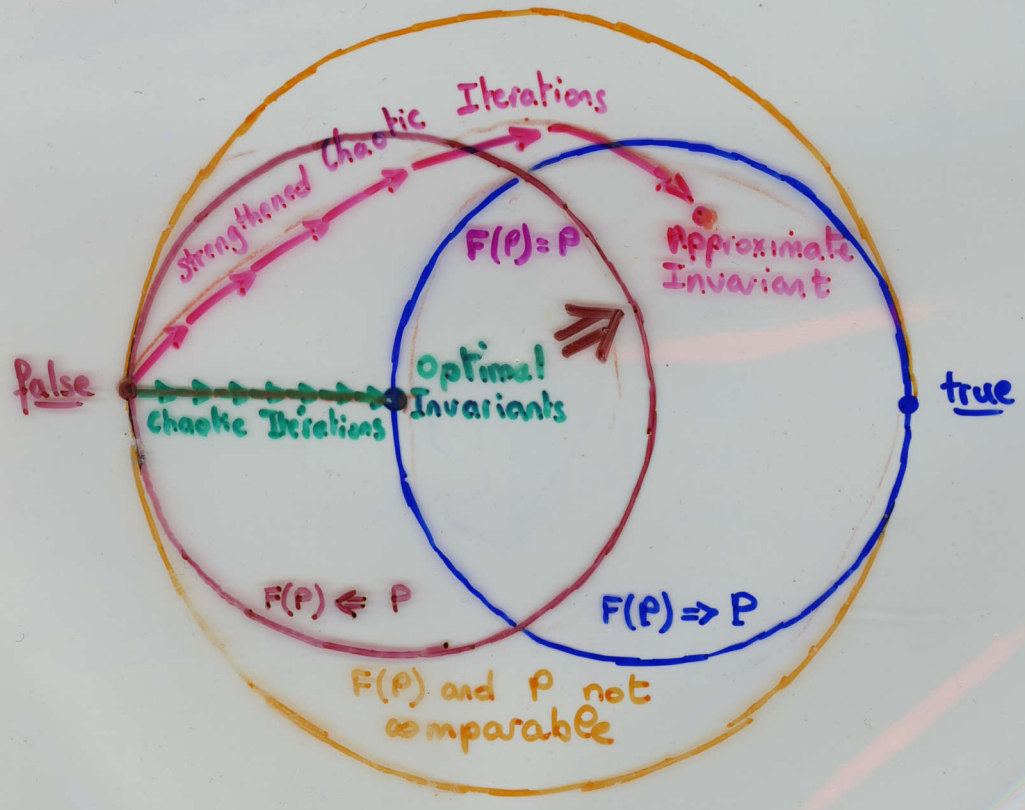 strengthened Chaotic Iterations
F(P) = P
Approximate
Invariant
false
Optimal
Invariants
true
Chaotic Iterations
F(P) ⇐ P
F(P) => P
F(P) and P not
comparable